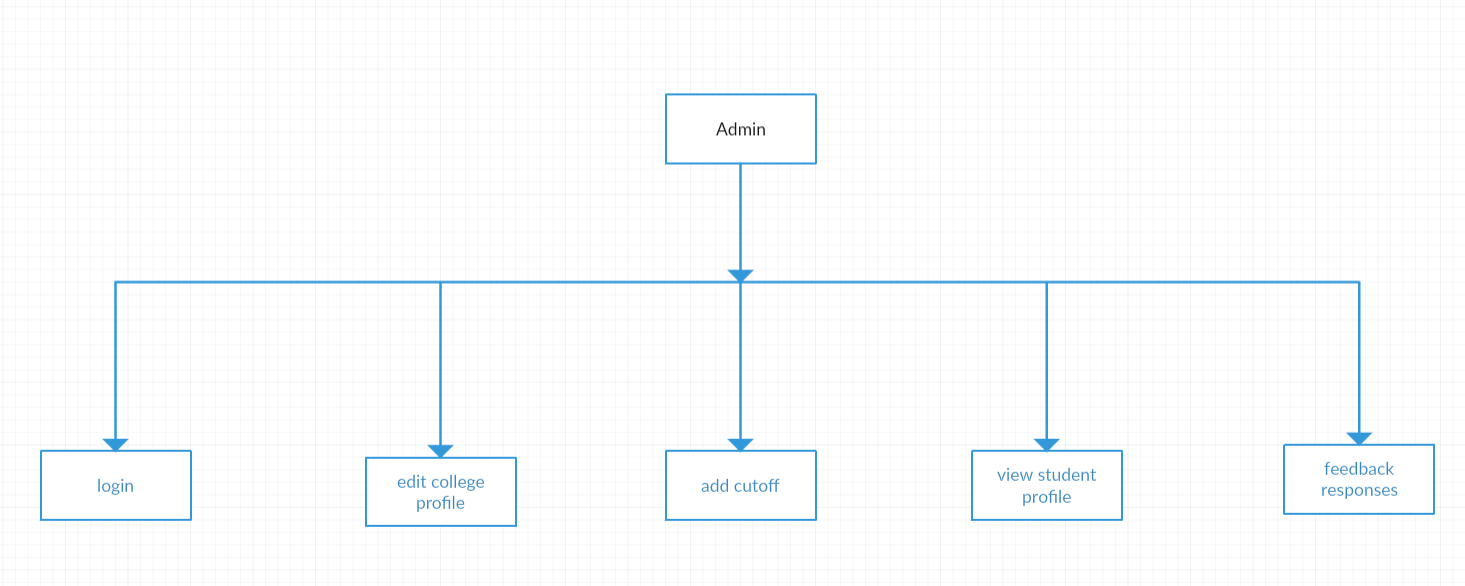 Admin
login
edit college
profile
add cutoff
view student
profile
feedback
responses